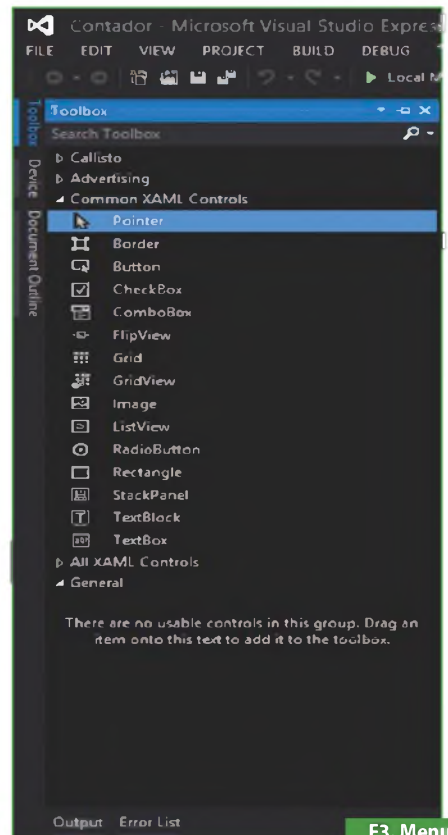 Contador - Microsoft Visual Studio Expres
FILE EDIT VIEW PROJECT BUILD DEBUG
Local M
Toolbox
Search Toolbox
Toolbox
Device
Document Outline
Callisto
Advertising
Common XAML Controls
Pointer
Border
Button
CheckBox
ComboBox
FlipView
Grid
GridView
Image
ListView
RadioButton
Rectangle
StackPanel
TextBlock
TextBox
All XAML Controls
General
There are no usable controls in this group. Drag an
item onto this text to add it to the toolbox.
Output Error List
F3. Menu